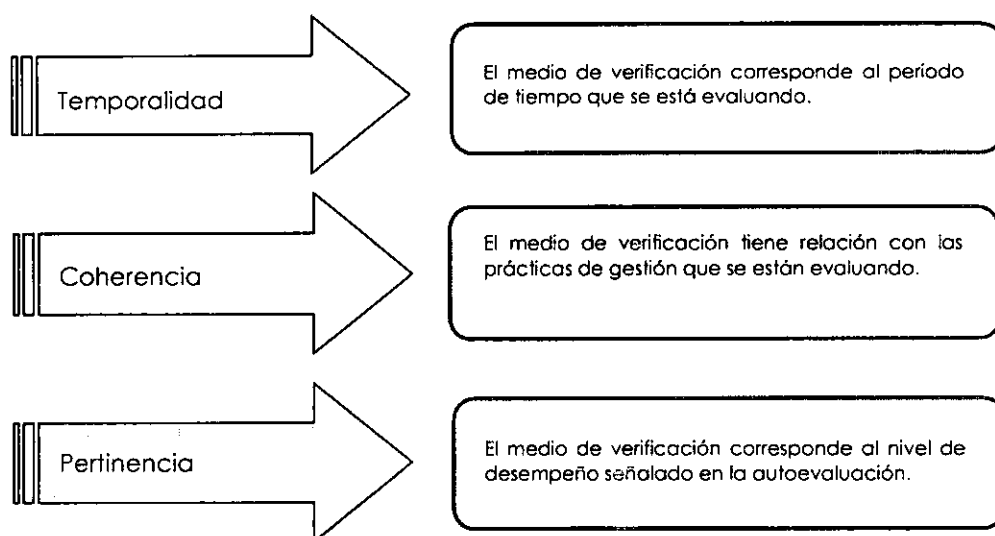 Temporalidad
El medio de verificación corresponde al período
de tiempo que se está evaluando.
Coherencia
El medio de verificación tiene relación con las
prácticas de gestión que se están evaluando.
Pertinencia
El medio de verificación corresponde al nivel de
desempeño señalado en la autoevaluación.